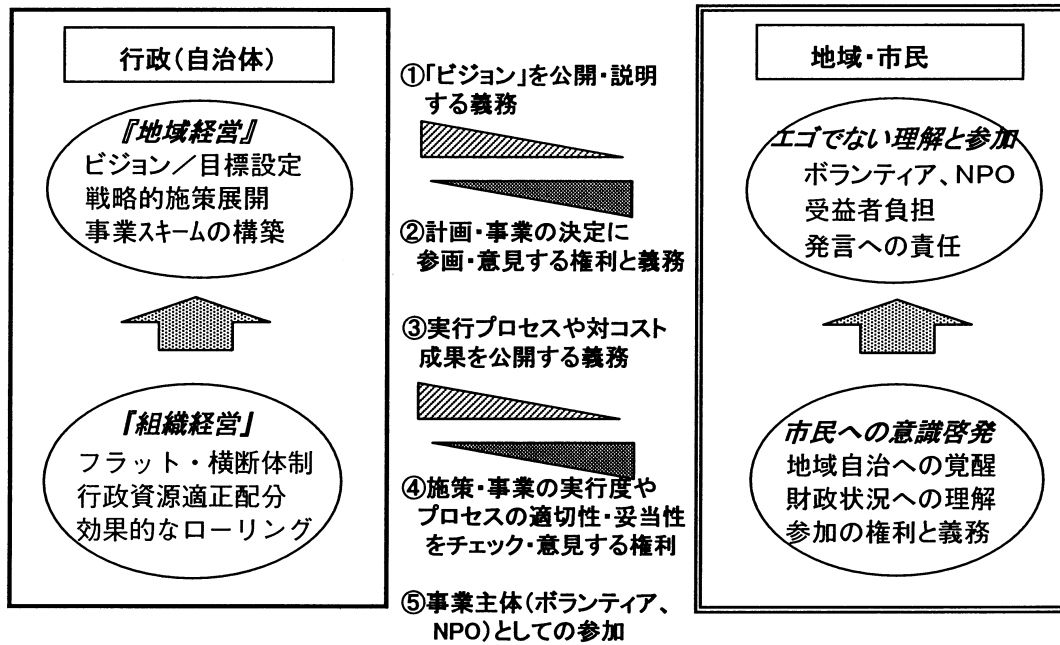 行政(自治体)
『地域経営』
ビジョン／目標設定
戦略的施策展開
事業スキームの構築
「組織経営」
フラット・横断体制
行政資源適正配分
効果的なローリング
①「ビジョン」を公開・説明
する義務
②計画・事業の決定に
参画・意見する権利と義務
③実行プロセスや対コスト
成果を公開する義務
④施策・事業の実行度や
プロセスの適切性・妥当性
をチェック・意見する権利
⑤事業主体(ボランティア、
NPO)としての参加
地域・市民
エゴでない理解と参加
ボランティア、NPO
受益者負担
発言への責任
市民への意識啓発
地域自治への覚醒
財政状況への理解
参加の権利と義務